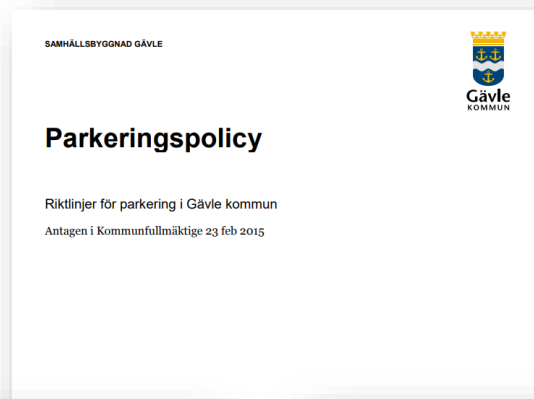 SAMHÄLLSBYGGNAD GÄVLE
Gävle
KOMMUN
Parkeringspolicy
Riktlinjer för parkering i Gävle kommun
Antagen i Kommunfullmäktige 23 feb 2015